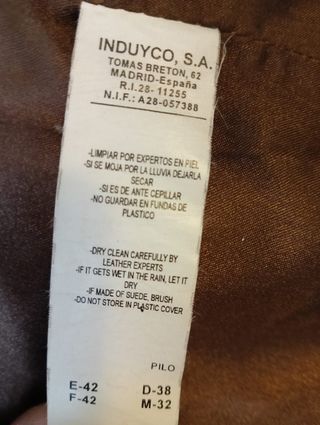 INDUYCO, S.A.
TOMAS BRETON, 62
MADRID-España
R.I.28- 11255
N.I.F.: A28-057388
-LIMPIAR POR EXPERTOS EN PIEL
-SI SE MOJA POR LA LLUVIA DEJARLA
SECAR
-SI ES DE ANTE CEPILLAR
-NO GUARDAR EN FUNDAS DE
PLASTICO
-DRY CLEAN CAREFULLY BY
LEATHER EXPERTS
-IF IT GETS WET IN THE RAIN, LET IT
DRY
-IF MADE OF SUEDE, BRUSH
-DO NOT STORE IN PLASTIC COVER
PILO
E-42 D-38
F-42 M-32